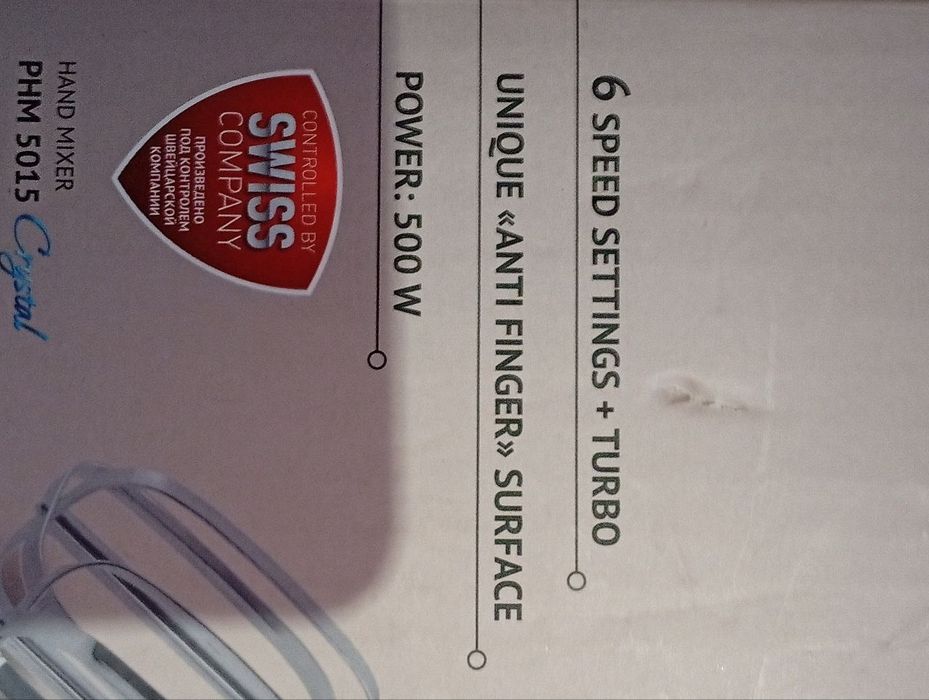 6 SPEED SETTINGS + TURBO
UNIQUE «ANTI FINGER» SURFACE
POWER: 500 W
CONTROLLED BY
SWISS
COMPANY
ПРОИЗВЕДЕНО
ПОД КОНТРОЛЕМ
ШВЕЙЦАРСКОЙ
КОМПАНИИ
HAND MIXER
PHM 5015 Crystal